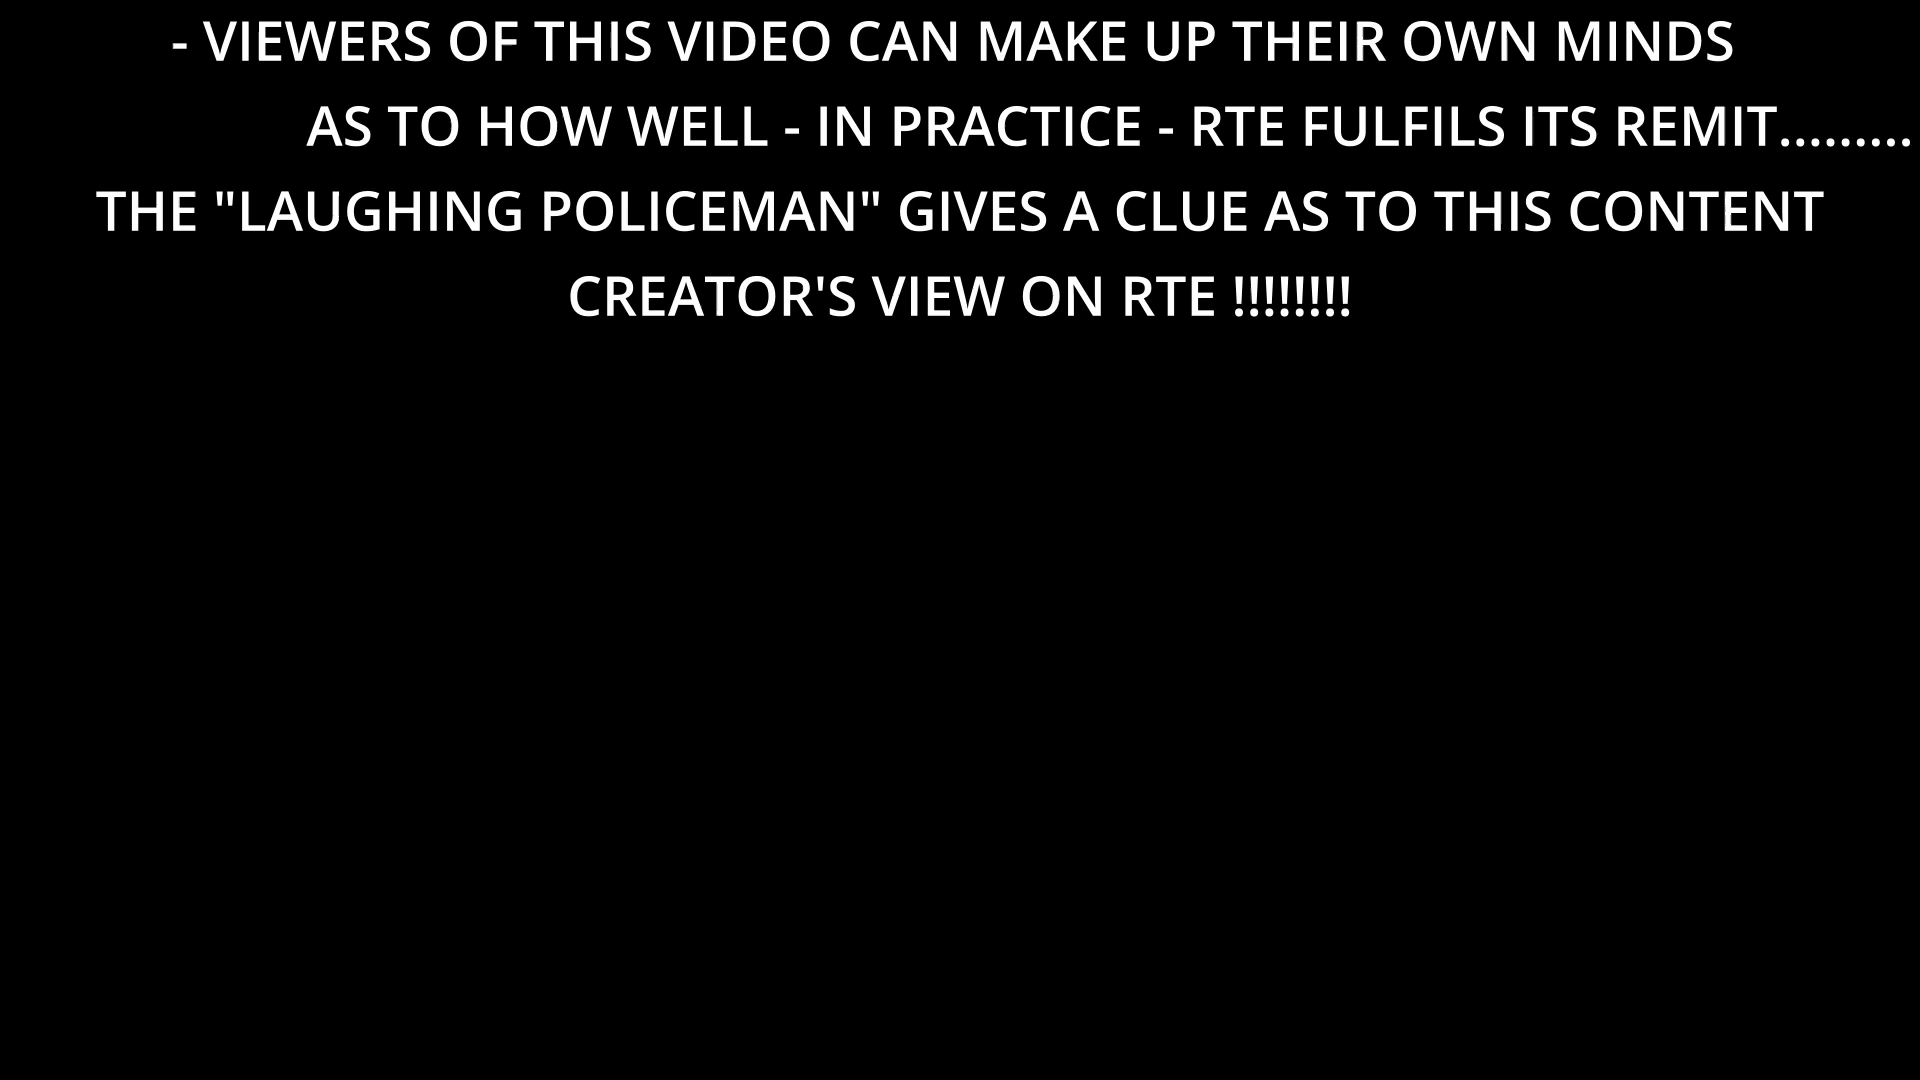 - VIEWERS OF THIS VIDEO CAN MAKE UP THEIR OWN MINDS
AS TO HOW WELL - IN PRACTICE - RTE FULFILS ITS REMIT.........
THE "LAUGHING POLICEMAN" GIVES A CLUE AS TO THIS CONTENT
CREATOR'S VIEW ON RTE !!!!!!!!